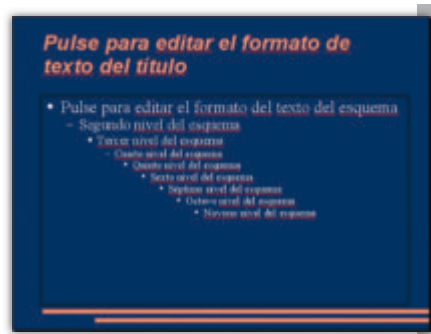 Pulse para editar el formato de
texto del título
• Pulse para editar el formato del texto del esquema
– Segundo nivel del esquema
• Tercer nivel del esquema
– Cuarto nivel del esquema
• Quinto nivel del esquema
• Sexto nivel del esquema
• Séptimo nivel del esquema
• Octavo nivel del esquema
• Noveno nivel del esquema